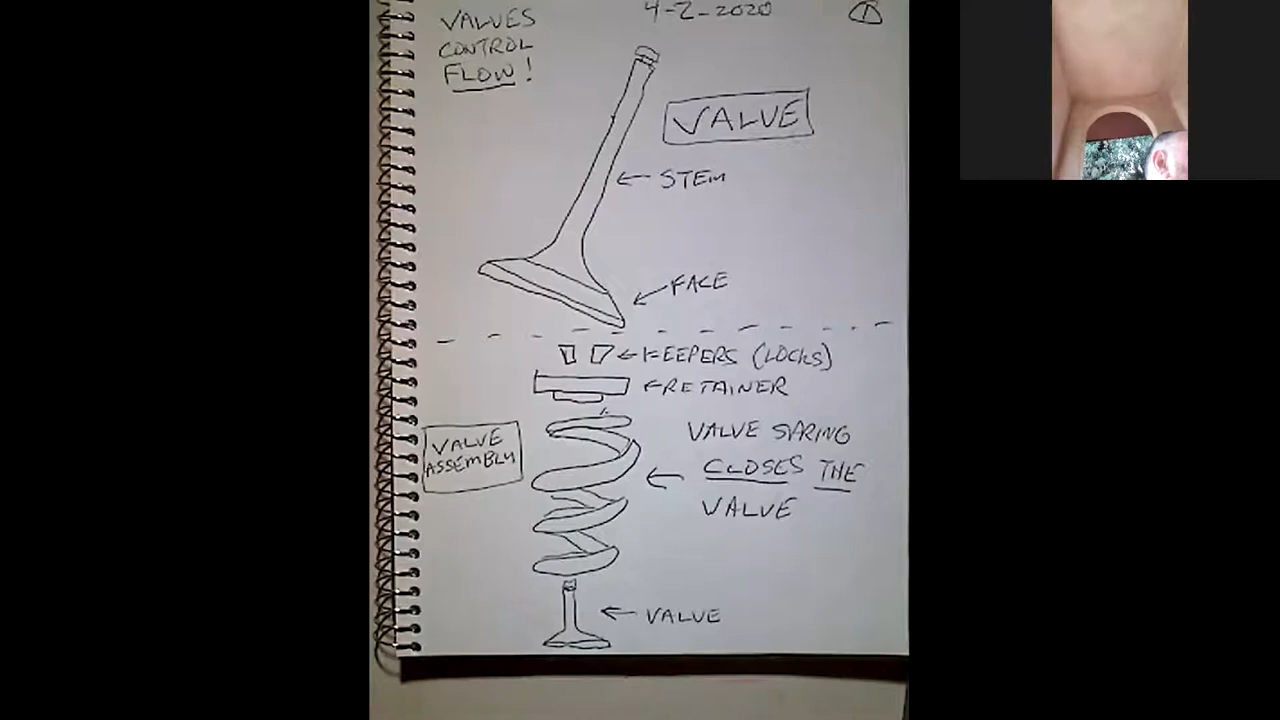 VALVES
CONTROL
FLOW!
4-2-2020
1
VALVE
STEM
FACE
KEEPERS (LOCKS)
RETAINER
VALVE
ASSEMBLY
VALVE SPRING
CLOSES THE
VALVE
VALVE